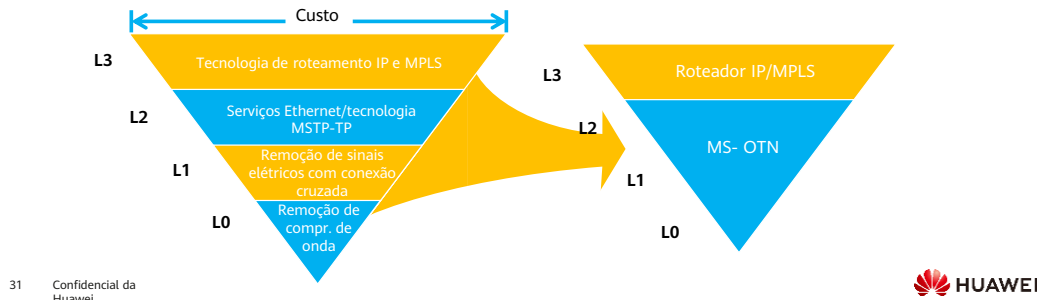 Custo
L3
Tecnologia de roteamento IP e MPLS
L2
Serviços Ethernet/tecnologia
MSTP-TP
L1
Remoção de sinais
elétricos com conexão
cruzada
L0
Remoção de
compr. de
onda
L3
Roteador IP/MPLS
L2
MS- OTN
L1
L0
31
Confidencial da
Huawei
HUAWEI